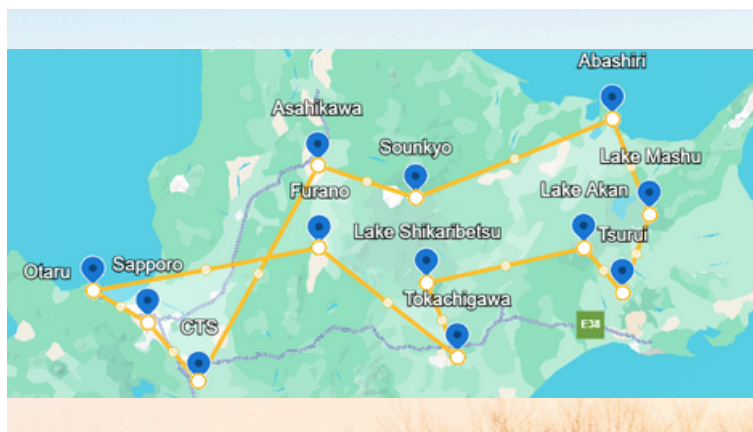 Abashiri
Asahikawa
Sounkyo
Lake Mashu
Furano
Lake Akan
Lake Shikaribetsu
Tsurui
Otaru
Sapporo
Tokachigawa
CTS
E38